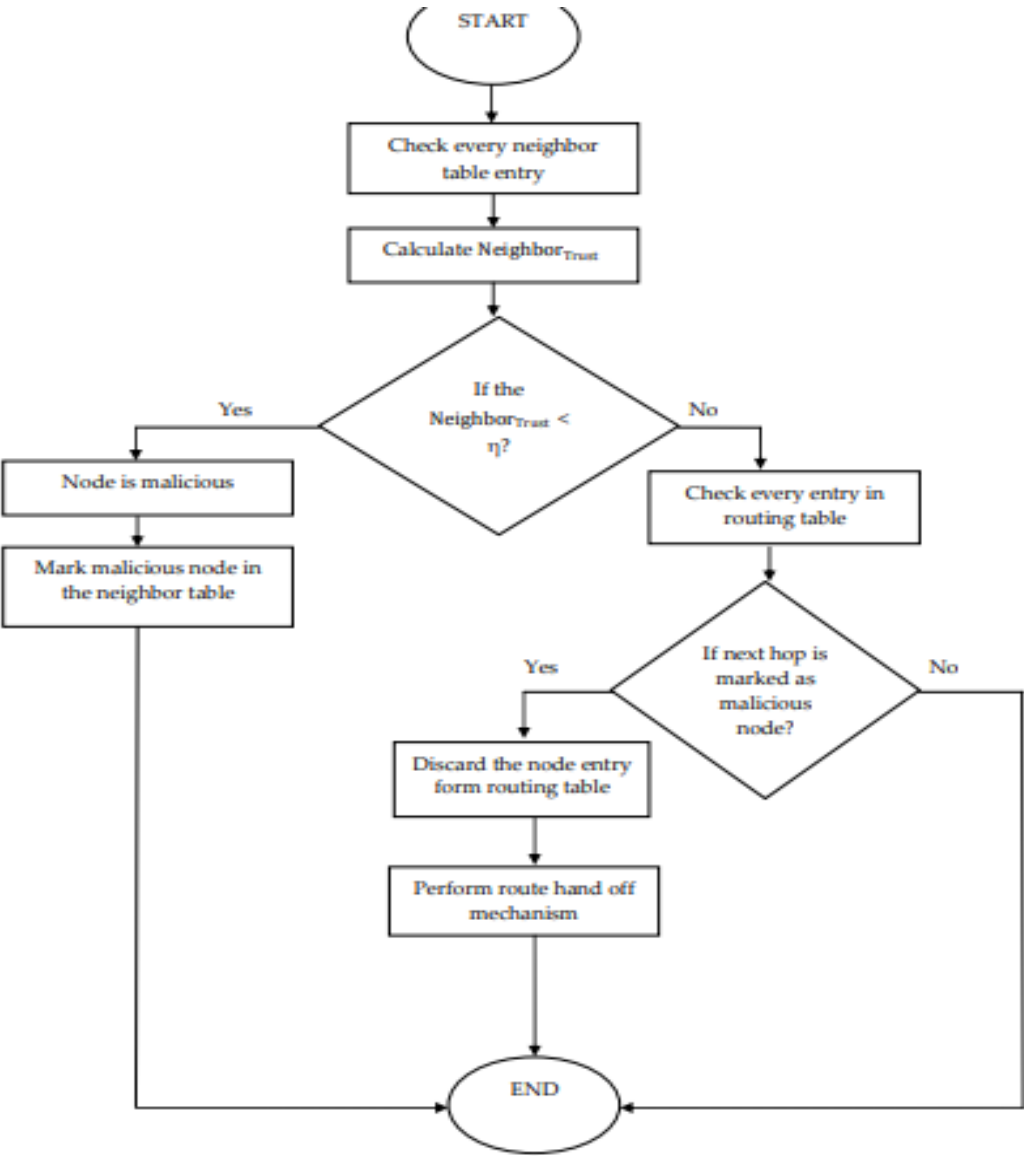 START
Check every neighbor
table entry
Calculate NeighborTrust
If the
NeighborTrust <
η?
Yes
No
Node is malicious
Check every entry in
routing table
Mark malicious node in
the neighbor table
If next hop is
marked as
malicious
node?
Yes
No
Discard the node entry
form routing table
Perform route hand off
mechanism
END